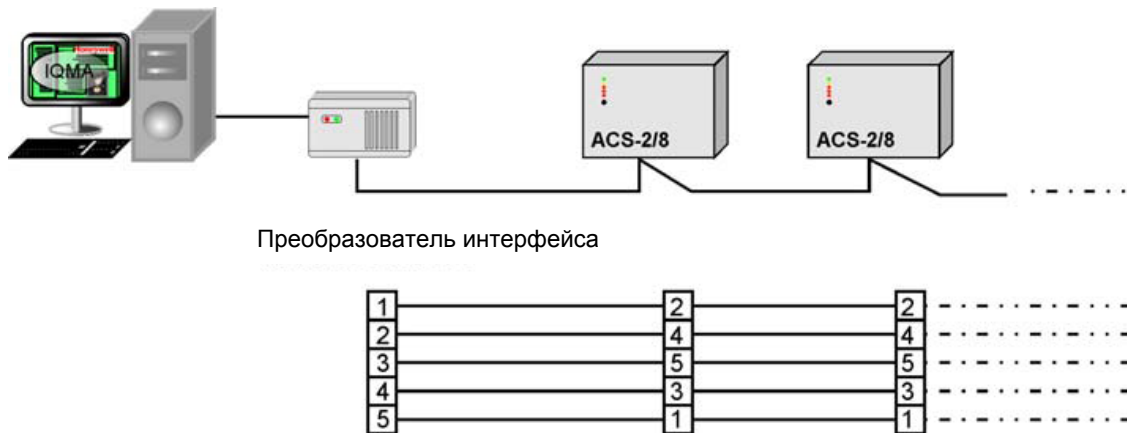 Honeywell
IQMA
ACS-2/8
ACS-2/8
Преобразователь интерфейса
1 2 2
2 4 4
3 5 5
4 3 3
5 1 1